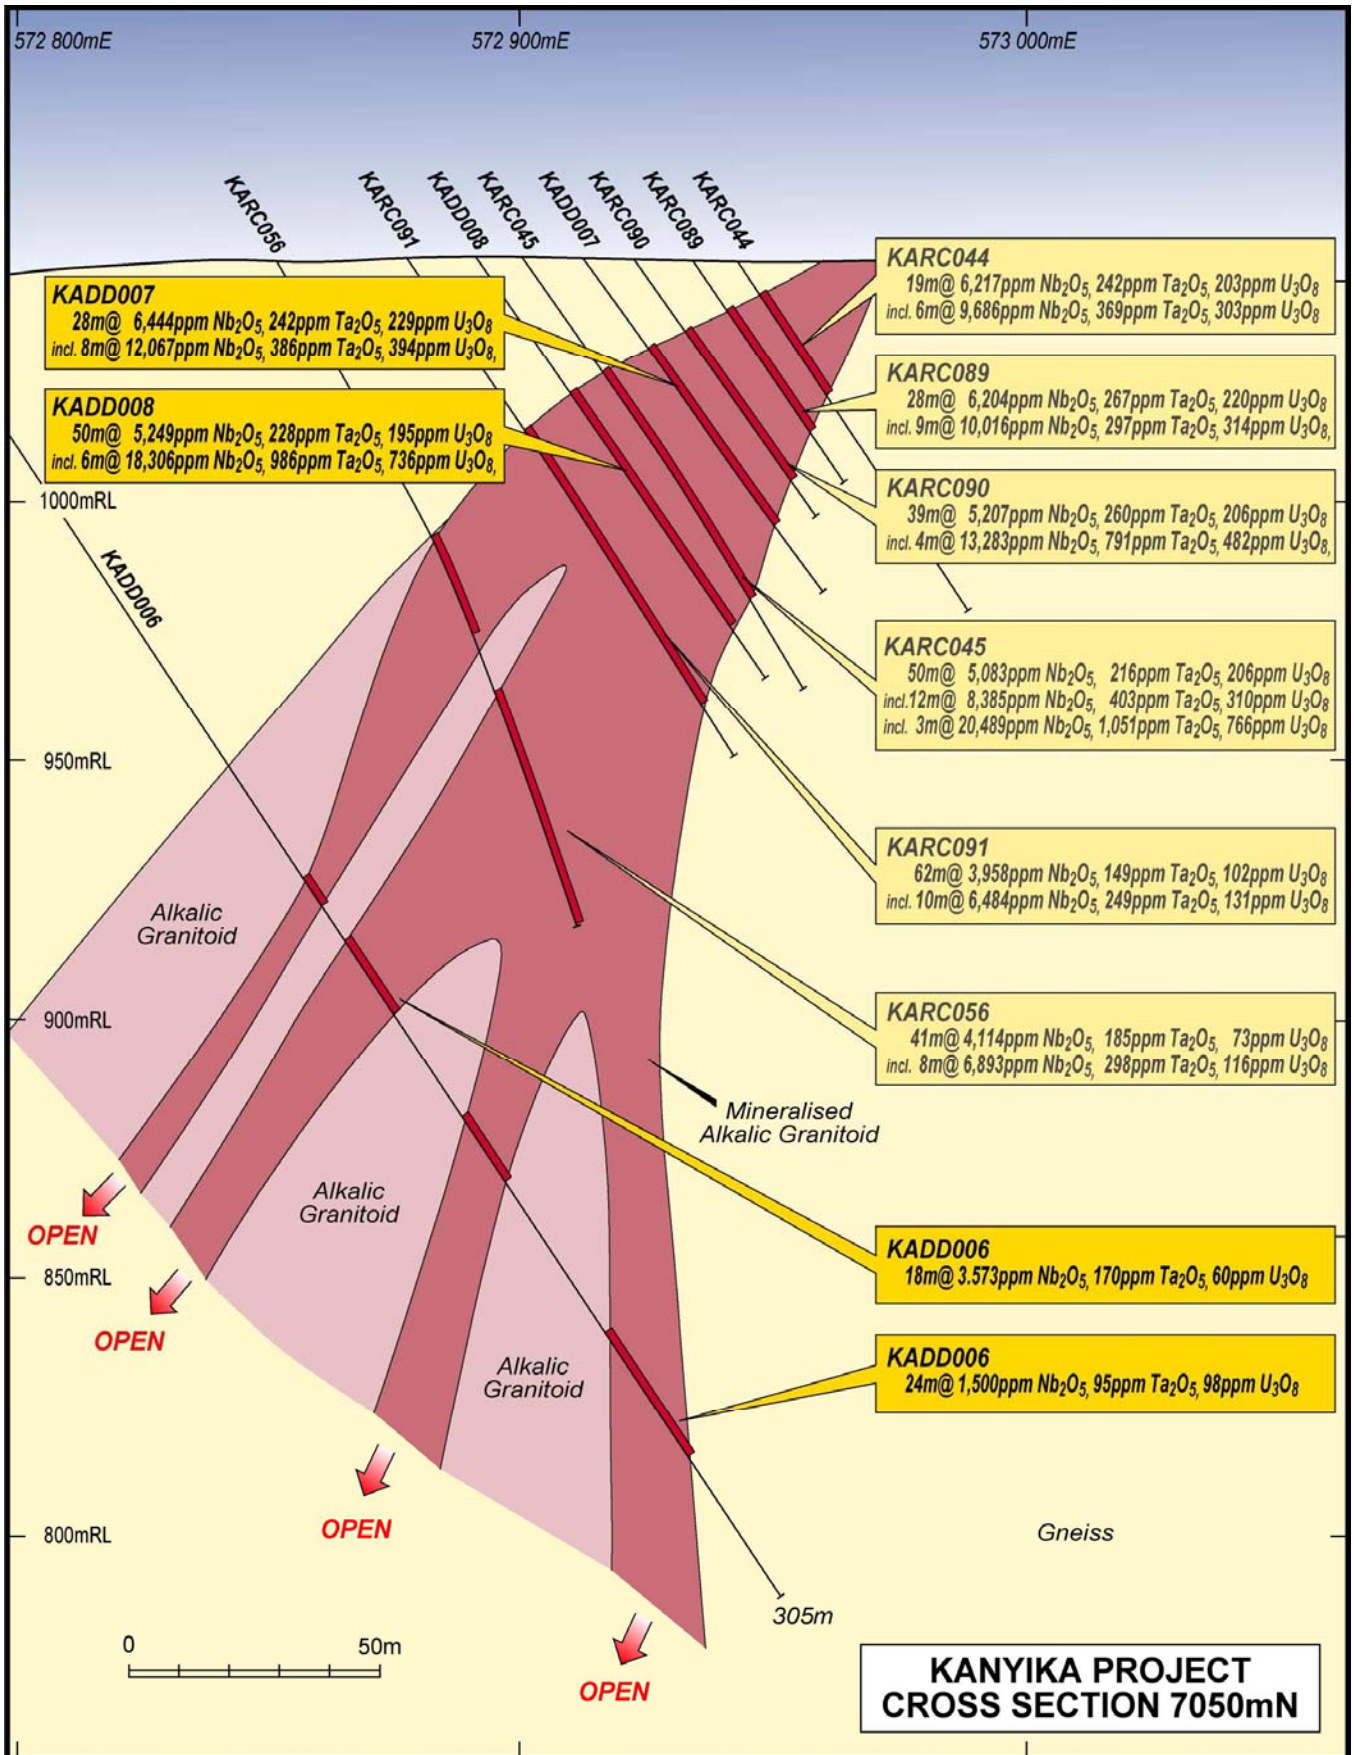 572 800mE
572 900mE
573 000mE
KARC056
KARC091
KADD008
KARC045
KADD007
KARC090
KARC089
KARC044
KADD007
28m@ 6,444ppm Nb₂O₅, 242ppm Ta₂O₅, 229ppm U₃O₈
incl. 8m@ 12,067ppm Nb₂O₅, 386ppm Ta₂O₅, 394ppm U₃O₈,
KADD008
50m@ 5,249ppm Nb₂O₅, 228ppm Ta₂O₅, 195ppm U₃O₈
incl. 6m@ 18,306ppm Nb₂O₅, 986ppm Ta₂O₅, 736ppm U₃O₈,
KARC044
19m@ 6,217ppm Nb₂O₅, 242ppm Ta₂O₅, 203ppm U₃O₈
incl. 6m@ 9,686ppm Nb₂O₅, 369ppm Ta₂O₅, 303ppm U₃O₈
KARC089
28m@ 6,204ppm Nb₂O₅, 267ppm Ta₂O₅, 220ppm U₃O₈
incl. 9m@ 10,016ppm Nb₂O₅, 297ppm Ta₂O₅, 314ppm U₃O₈,
KARC090
39m@ 5,207ppm Nb₂O₅, 260ppm Ta₂O₅, 206ppm U₃O₈
incl. 4m@ 13,283ppm Nb₂O₅, 791ppm Ta₂O₅, 482ppm U₃O₈,
KARC045
50m@ 5,083ppm Nb₂O₅, 216ppm Ta₂O₅, 206ppm U₃O₈
incl. 12m@ 8,385ppm Nb₂O₅, 403ppm Ta₂O₅, 310ppm U₃O₈
incl. 3m@ 20,489ppm Nb₂O₅, 1,051ppm Ta₂O₅, 766ppm U₃O₈
KARC091
62m@ 3,958ppm Nb₂O₅, 149ppm Ta₂O₅, 102ppm U₃O₈
incl. 10m@ 6,484ppm Nb₂O₅, 249ppm Ta₂O₅, 131ppm U₃O₈
KARC056
41m@ 4,114ppm Nb₂O₅, 185ppm Ta₂O₅, 73ppm U₃O₈
incl. 8m@ 6,893ppm Nb₂O₅, 298ppm Ta₂O₅, 116ppm U₃O₈
KADD006
18m@ 3.573ppm Nb₂O₅, 170ppm Ta₂O₅, 60ppm U₃O₈
KADD006
24m@ 1,500ppm Nb₂O₅, 95ppm Ta₂O₅, 98ppm U₃O₈
1000mRL
KADD006
950mRL
Alkalic
Granitoid
900mRL
Mineralised
Alkalic Granitoid
Alkalic
Granitoid
OPEN
850mRL
OPEN
Alkalic
Granitoid
OPEN
800mRL
Gneiss
305m
0
50m
OPEN
KANYIKA PROJECT
CROSS SECTION 7050mN